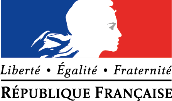 Liberté • Égalité • Fraternité
RÉPUBLIQUE FRANÇAISE